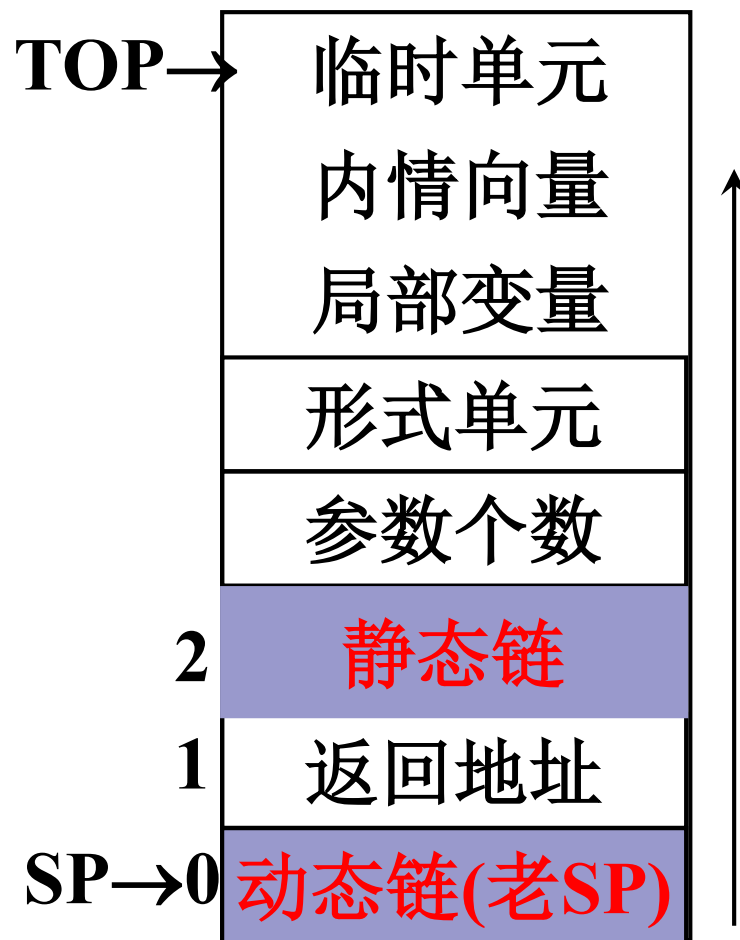 TOP→ 临时单元
内情向量
局部变量
形式单元
参数个数
2 静态链
1 返回地址
SP→0 动态链(老SP)